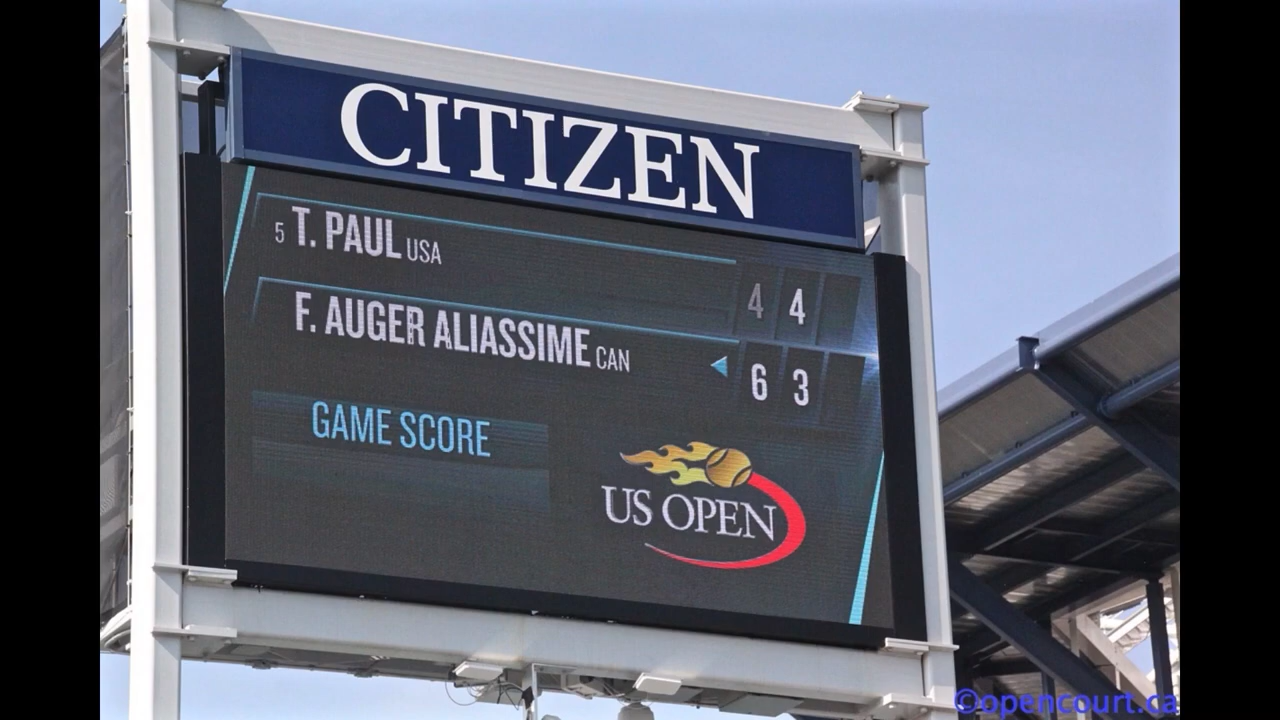 CITIZEN
5 T. PAUL USA 4 4
F. AUGER ALIASSIME CAN 6 3
GAME SCORE
US OPEN
©opencourt.ca